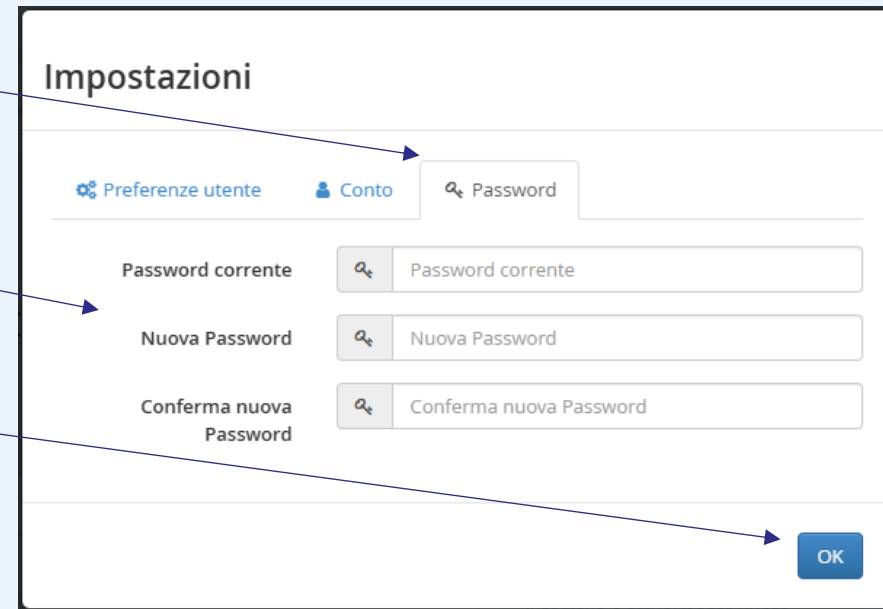 Impostazioni
Preferenze utente Conto Password
Password corrente Password corrente
Nuova Password Nuova Password
Conferma nuova Password Conferma nuova Password
OK